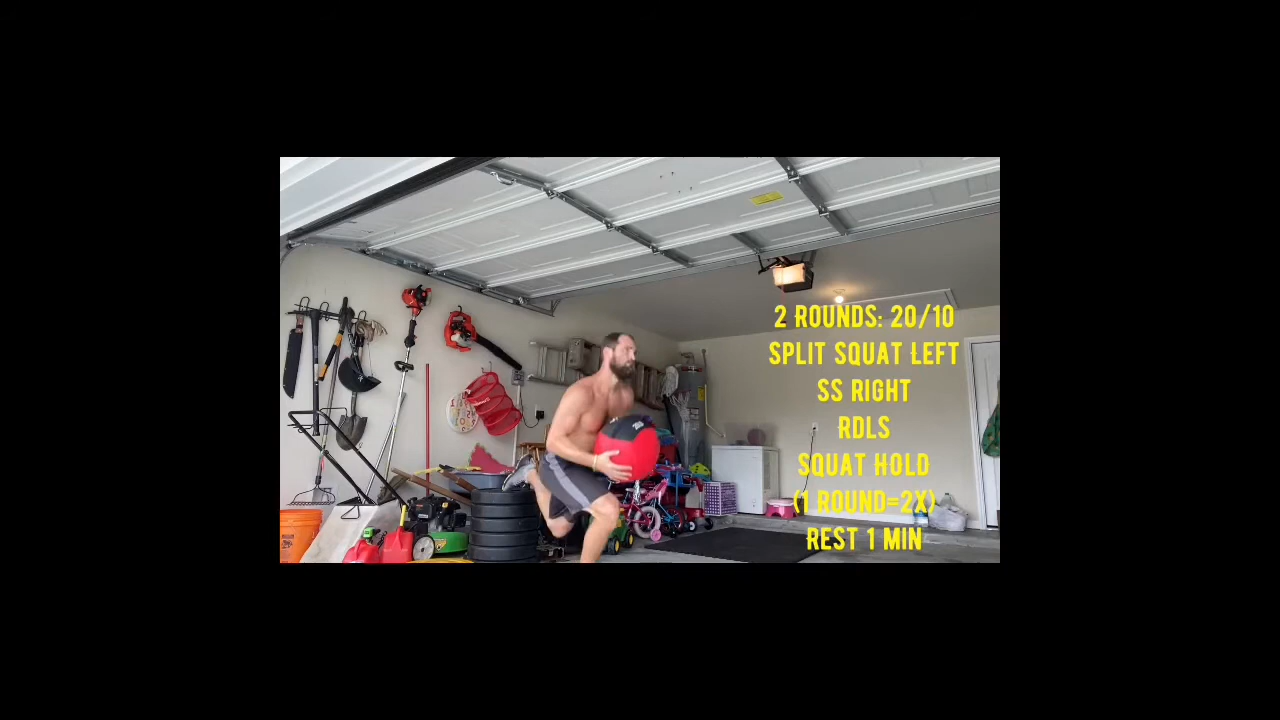 2 ROUNDS: 20/10
SPLIT SQUAT LEFT
SS RIGHT
RDLS
SQUAT HOLD
(1 ROUND=2X)
REST 1 MIN